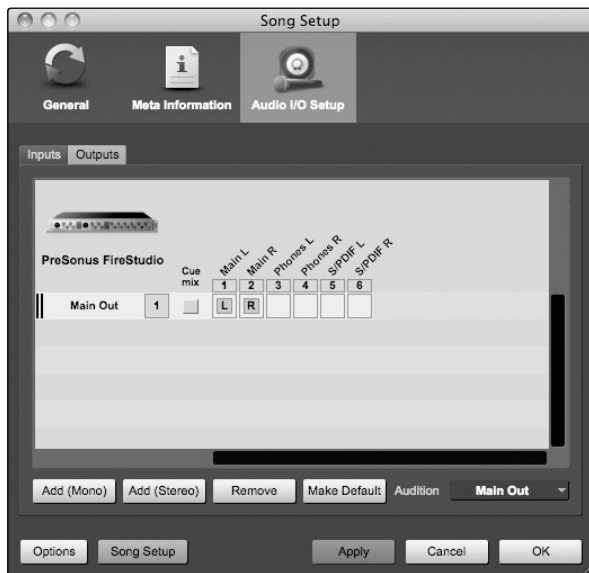 Song Setup
General
Meta Information
Audio I/O Setup
Inputs
Outputs
PreSonus FireStudio
Cue
mix
Main L
Main R
Phones L
Phones R
S/PDIF L
S/PDIF R
1 2 3 4 5 6
Main Out 1 L R
Add (Mono) Add (Stereo) Remove Make Default Audition Main Out
Options Song Setup Apply Cancel OK